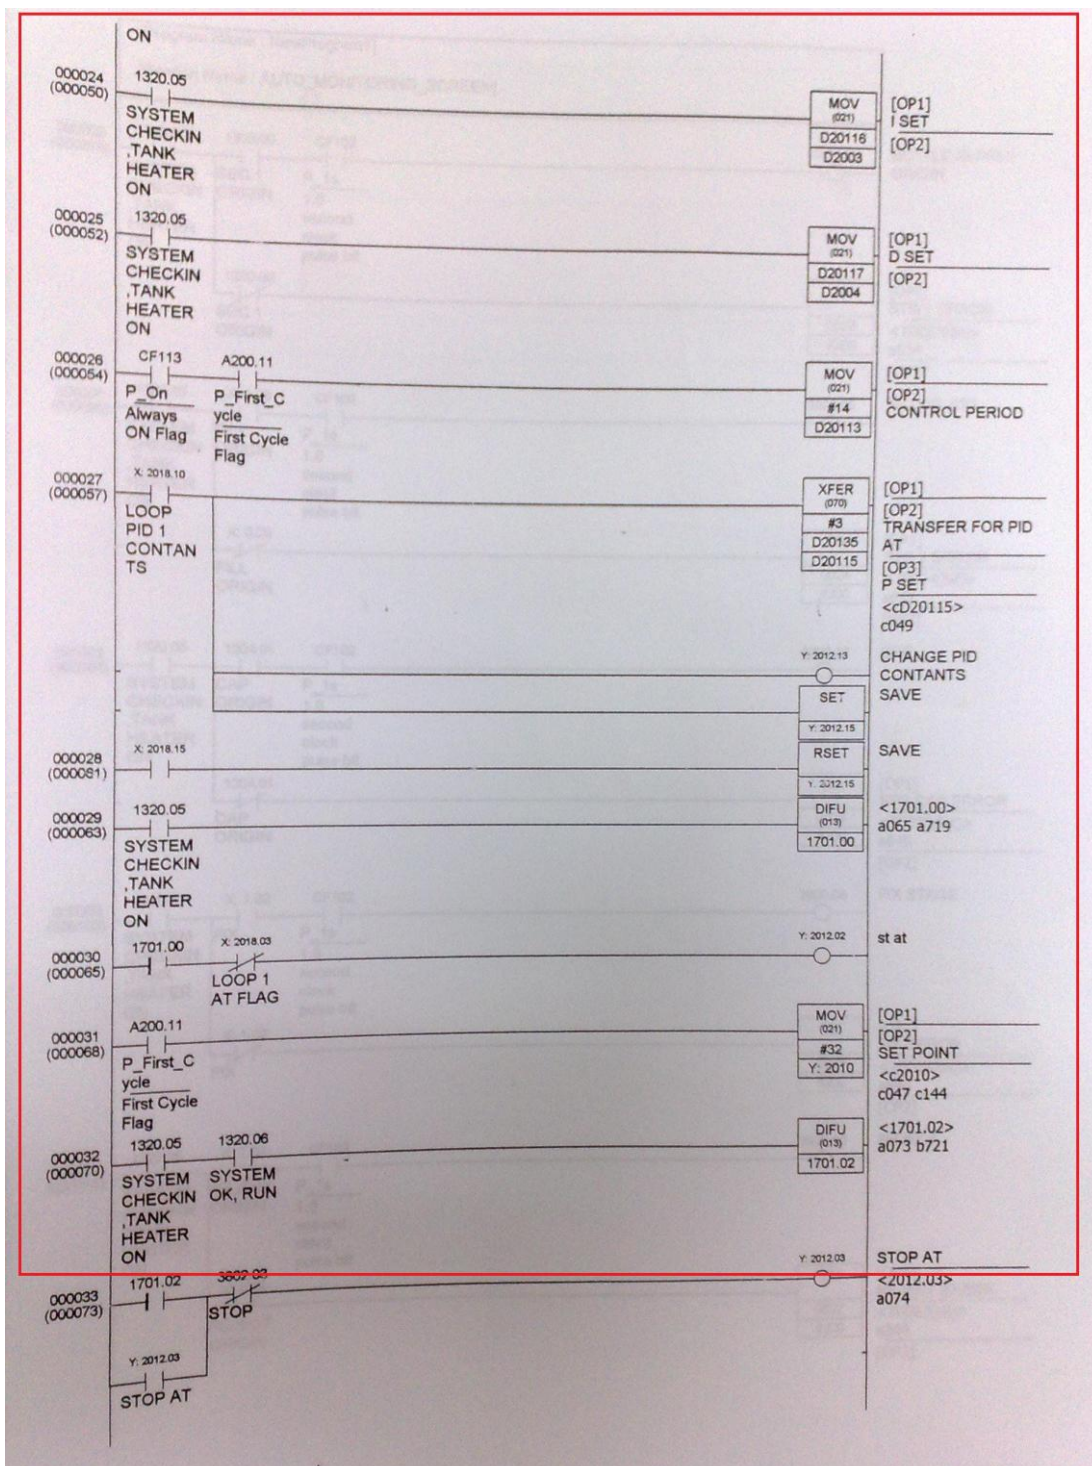 ON
000024
(000050)
1320.05
SYSTEM
CHECKIN
,TANK
HEATER
ON
MOV
(021)
D20116
D2003
[OP1]
I SET
[OP2]
000025
(000052)
1320.05
SYSTEM
CHECKIN
,TANK
HEATER
ON
MOV
(021)
D20117
D2004
[OP1]
D SET
[OP2]
000026
(000054)
CF113
P_On
Always
ON Flag
A200.11
P_First_C
ycle
First Cycle
Flag
MOV
(021)
#14
D20113
[OP1]
[OP2]
CONTROL PERIOD
000027
(000057)
X: 2018.10
LOOP
PID 1
CONTAN
TS
XFER
(070)
#3
D20135
D20115
[OP1]
[OP2]
TRANSFER FOR PID
AT
[OP3]
P SET
<cD20115>
c049
Y: 2012.13
CHANGE PID
CONTANTS
SET
Y: 2012.15
SAVE
000028
(000061)
X: 2018.15
RSET
Y: 2012.15
SAVE
000029
(000063)
1320.05
SYSTEM
CHECKIN
,TANK
HEATER
ON
DIFU
(013)
1701.00
<1701.00>
a065 a719
000030
(000065)
1701.00
X: 2018.03
LOOP 1
AT FLAG
Y: 2012.02
st at
000031
(000068)
A200.11
P_First_C
ycle
First Cycle
Flag
MOV
(021)
#32
Y: 2010
[OP1]
[OP2]
SET POINT
<c2010>
c047 c144
000032
(000070)
1320.05
SYSTEM
CHECKIN
,TANK
HEATER
ON
1320.06
SYSTEM
OK, RUN
DIFU
(013)
1701.02
<1701.02>
a073 b721
000033
(000073)
1701.02
STOP
Y: 2012.03
STOP AT
<2012.03>
a074
Y: 2012.03
STOP AT